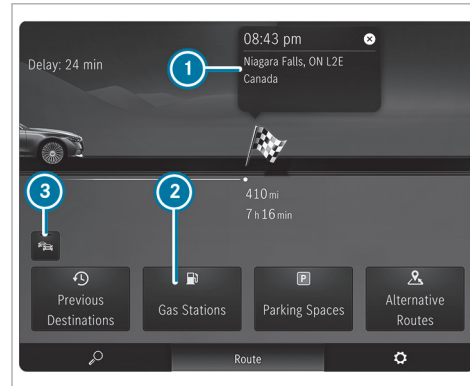 08:43 pm
Delay: 24 min
1
Niagara Falls, ON L2E
Canada
3
2
410 mi
7 h 16 min
P
Previous
Destinations
Gas Stations
Parking Spaces
Alternative
Routes
Route